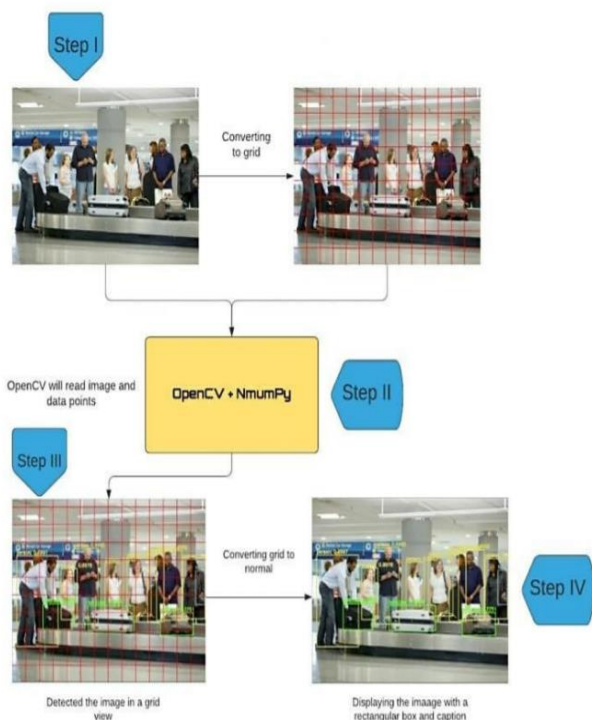 Step I
Converting
to grid
OpenCV will read image and
data points
OpenCV + NmumPy
Step II
Step III
Converting grid to
normal
Step IV
Detected the image in a grid
view
Displaying the imaage with a
rectangular box and caption